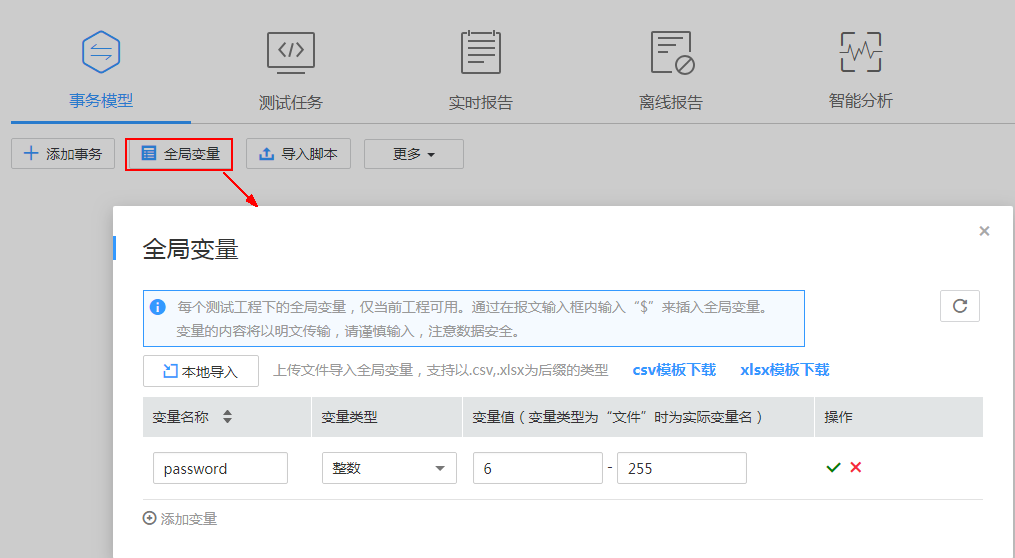 事务模型 测试任务 实时报告 离线报告 智能分析
添加事务 全局变量 导入脚本 更多
全局变量
每个测试工程下的全局变量，仅当前工程可用。通过在报文输入框内输入“$”来插入全局变量。
变量的内容将以明文传输，请谨慎输入，注意数据安全。
本地导入 上传文件导入全局变量，支持以.csv,.xlsx为后缀的类型 csv模板下载 xlsx模板下载
变量名称 变量类型 变量值（变量类型为“文件”时为实际变量名） 操作
password 整数 6 - 255
添加变量